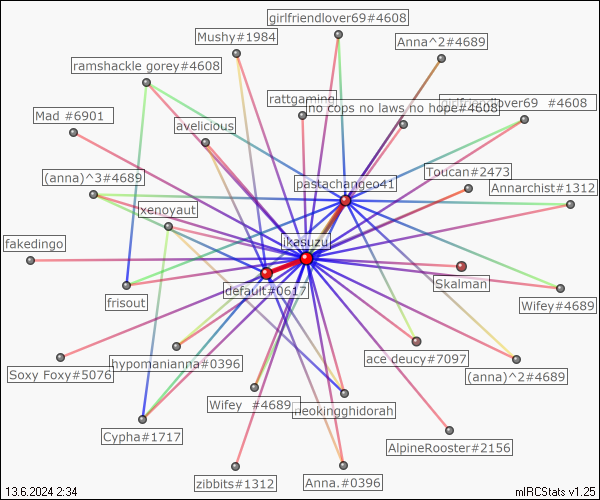 girlfriendlover69#4608
Mushy#1984
Anna^2#4689
ramshackle gorey#4608
rattgaming
no cops no laws no hope#4608
girlfriendlover69  #4608
Mad #6901
avelicious
(anna)^3#4689
pastachangeo41
Toucan#2473
Annarchist#1312
xenoyaut
fakedingo
ikasuzu
default#0617
Skalman
frisout
Wifey#4689
hypomanianna#0396
ace deucy#7097
Soxy Foxy#5076
(anna)^2#4689
Wifey  #4689
neokingghidorah
Cypha#1717
AlpineRooster#2156
zibbits#1312
Anna.#0396
13.6.2024 2:34
mIRCStats v1.25